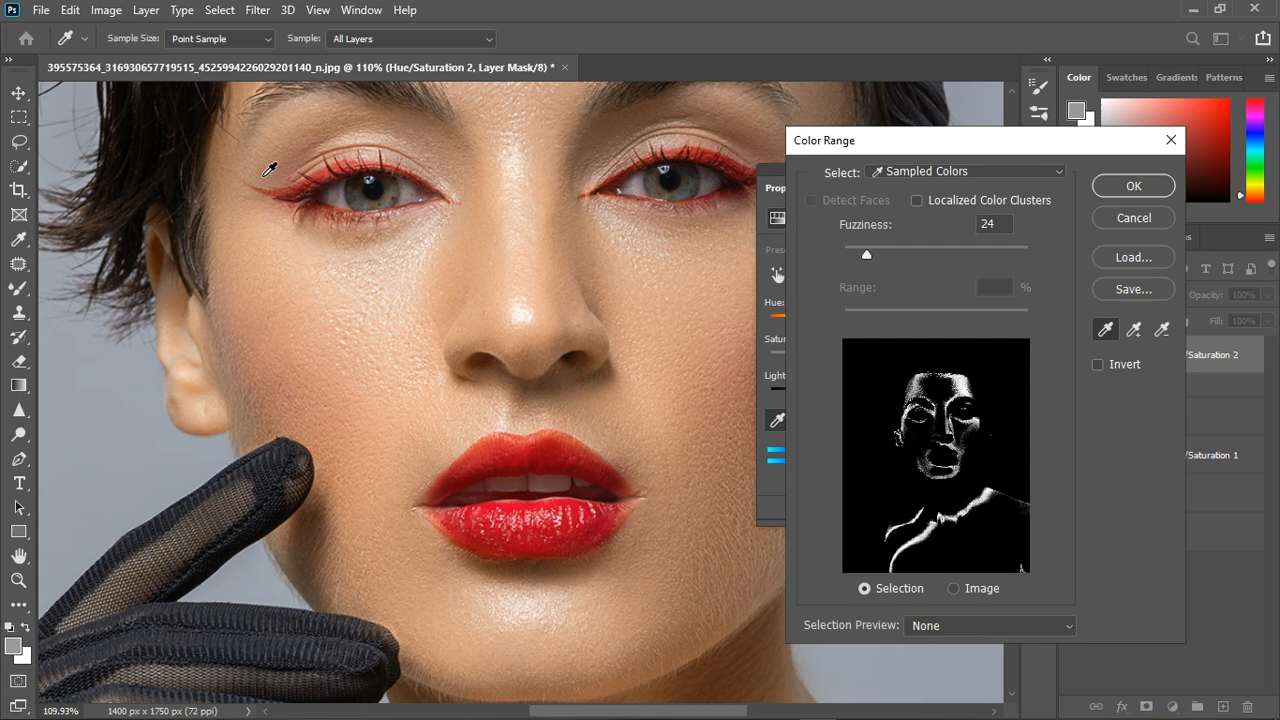 Ps File Edit Image Layer Type Select Filter 3D View Window Help
Sample Size: Point Sample Sample: All Layers
395575364_316930657719515_4525994226029201140_n.jpg @ 110% (Hue/Saturation 2, Layer Mask/8) *
Color Swatches Gradients Patterns
Color Range
Select: Sampled Colors
OK
Detect Faces Localized Color Clusters
Cancel
Fuzziness: 24
Load...
Range: %
Save...
Invert
Selection Image
Selection Preview: None
Prop
Prese
Hue:
Satur
Light
Opacity: 100%
Fill: 100%
/Saturation 2
/Saturation 1
109.93% 1400 px x 1750 px (72 ppi)